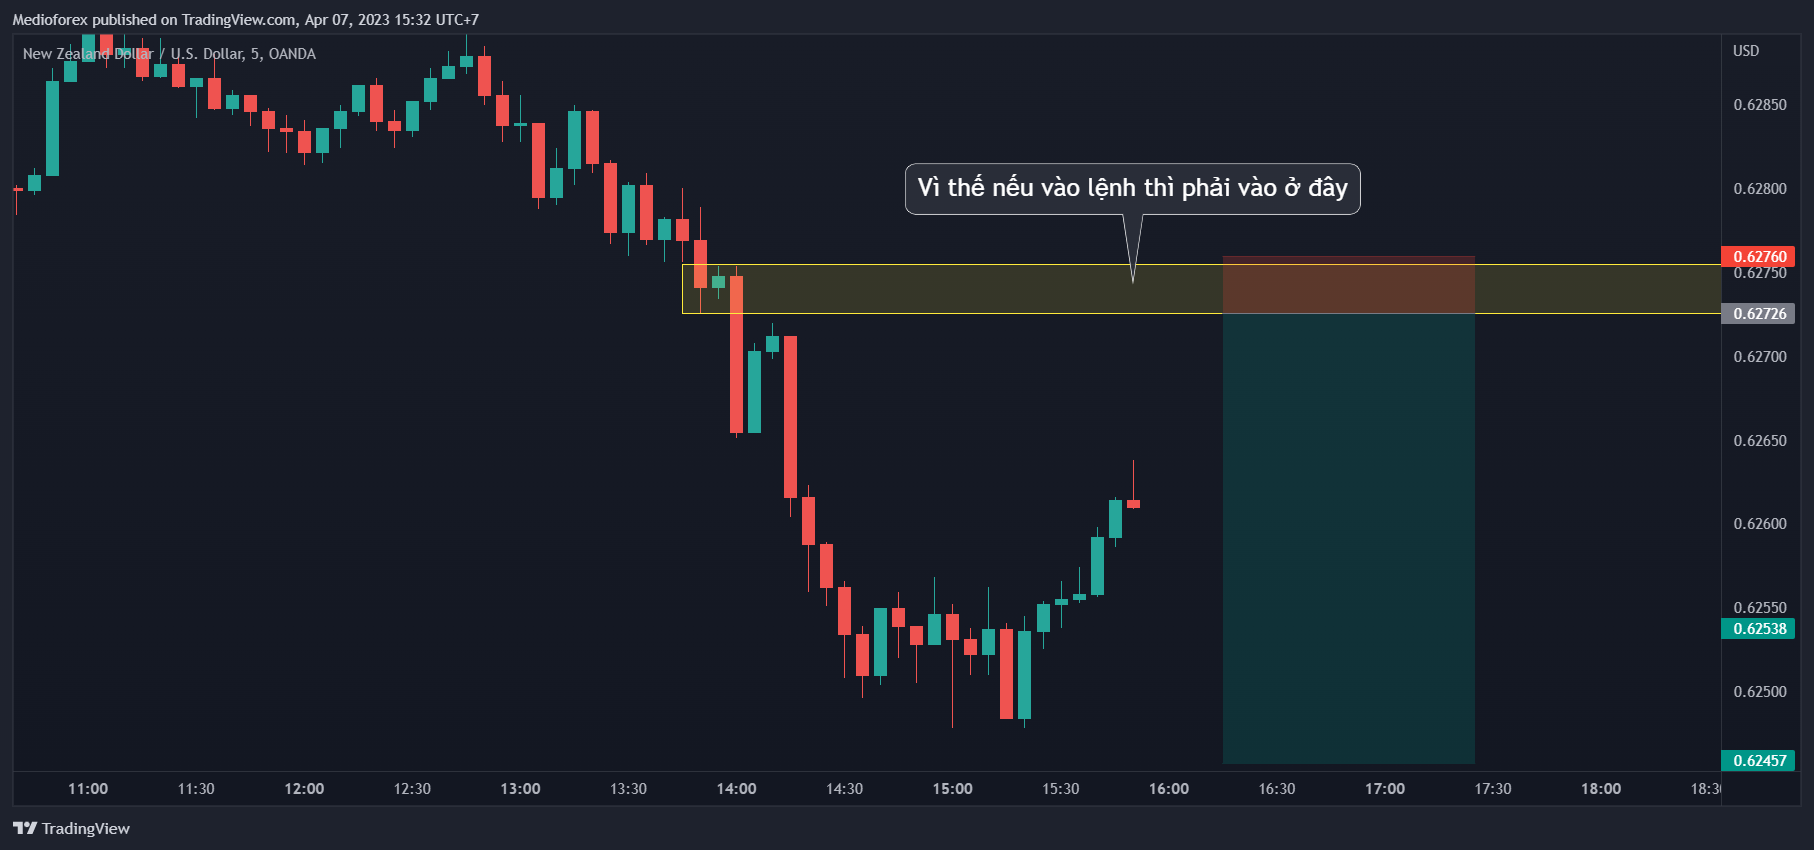 Medioforex published on TradingView.com, Apr 07, 2023 15:32 UTC+7
New Zealand Dollar / U.S. Dollar, 5, OANDA
USD
0.62850
Vì thế nếu vào lệnh thì phải vào ở đây
0.62800
0.62760
0.62750
0.62726
0.62700
0.62650
0.62600
0.62550
0.62538
0.62500
0.62457
11:00 11:30 12:00 12:30 13:00 13:30 14:00 14:30 15:00 15:30 16:00 16:30 17:00 17:30 18:00 18:30
TradingView